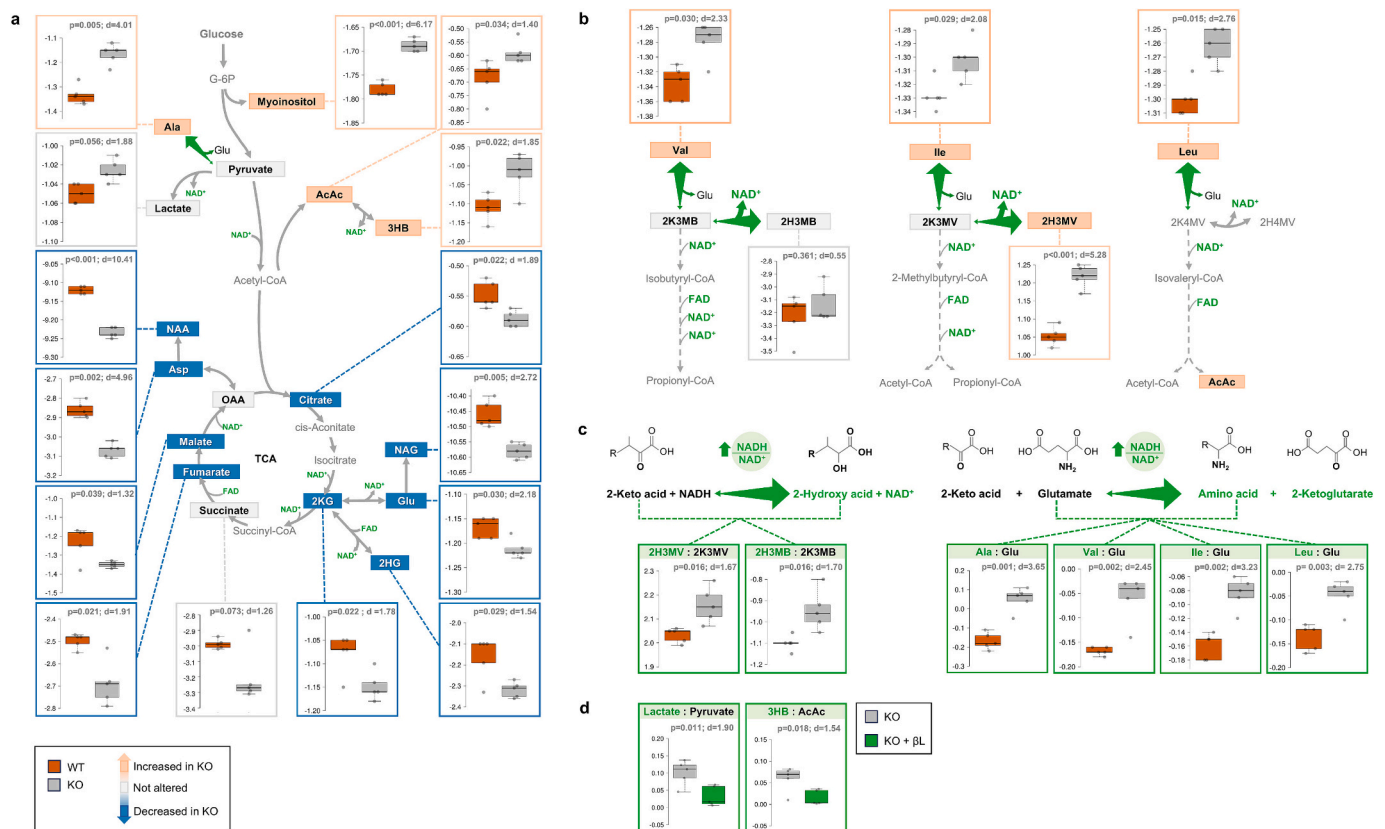 a
p=0.005; d=4.01
-1.1
-1.2
-1.3
-1.4
Glucose
G-6P
Myoinositol
p<0.001; d=6.17
-1.65
-1.70
-1.75
-1.80
-1.85
p=0.034; d=1.40
-0.50
-0.55
-0.60
-0.65
-0.70
-0.75
-0.80
-0.85
Ala
Glu
Pyruvate
NAD⁺
Lactate
p=0.056; d=1.88
-1.00
-1.02
-1.04
-1.06
-1.08
-1.10
AcAc
NAD⁺
3HB
p=0.022; d=1.85
-0.95
-1.00
-1.05
-1.10
-1.15
-1.20
NAD⁺
Acetyl-CoA
p<0.001; d=10.41
-9.05
-9.10
-9.15
-9.20
-9.25
-9.30
p=0.022; d =1.89
-0.50
-0.55
-0.60
-0.65
NAA
Asp
OAA
Citrate
cis-Aconitate
Isocitrate
NAD⁺
TCA
NAD⁺
Malate
Fumarate
FAD
Succinate
Succinyl-CoA
NAD⁺
2KG
NAD⁺
Glu
NAG
FAD
NAD⁺
2HG
p=0.002; d=4.96
-2.7
-2.8
-2.9
-3.0
-3.1
-3.2
p=0.005; d=2.72
-10.40
-10.45
-10.50
-10.55
-10.60
-10.65
p=0.039; d=1.32
-1.1
-1.2
-1.3
-1.4
-1.5
p=0.030; d=2.18
-1.10
-1.15
-1.20
-1.25
-1.30
p=0.021; d=1.91
-2.4
-2.5
-2.6
-2.7
-2.8
p=0.073; d=1.26
-2.8
-3.0
-3.2
-3.4
p=0.022 ; d =1.78
-1.05
-1.10
-1.15
-1.20
p=0.029; d=1.54
-2.0
-2.1
-2.2
-2.3
-2.4
WT
KO
Increased in KO
Not altered
Decreased in KO
b
p=0.030; d=2.33
-1.26
-1.28
-1.30
-1.32
-1.34
-1.36
-1.38
Val
Glu
NAD⁺
2K3MB
2H3MB
NAD⁺
Isobutyryl-CoA
FAD
NAD⁺
NAD⁺
Propionyl-CoA
p=0.361; d=0.55
-2.8
-2.9
-3.0
-3.1
-3.2
-3.3
-3.4
-3.5
p=0.029; d=2.08
-1.28
-1.29
-1.30
-1.31
-1.33
-1.34
Ile
Glu
NAD⁺
2K3MV
2H3MV
NAD⁺
2-Methylbutyryl-CoA
FAD
NAD⁺
Acetyl-CoA
Propionyl-CoA
p<0.001; d=5.28
1.25
1.20
1.15
1.10
1.05
1.00
p=0.015; d=2.76
-1.25
-1.26
-1.27
-1.28
-1.29
-1.30
-1.31
Leu
Glu
NAD⁺
2K4MV
2H4MV
NAD⁺
Isovaleryl-CoA
FAD
Acetyl-CoA
AcAc
c
R
O
O
OH
NADH
NAD⁺
R
O
OH
OH
2-Keto acid + NADH
2-Hydroxy acid + NAD⁺
R
O
O
OH
HO
O
O
OH
NH₂
NADH
NAD⁺
R
O
OH
NH₂
HO
O
O
O
OH
2-Keto acid + Glutamate
Amino acid + 2-Ketoglutarate
2H3MV : 2K3MV
p=0.016; d=1.67
2.3
2.2
2.1
2.0
1.9
2H3MB : 2K3MB
p=0.016; d=1.70
-0.8
-0.9
-1.0
-1.1
-1.2
Ala : Glu
p=0.001; d=3.65
0.2
0.1
0.0
-0.1
-0.2
-0.3
Val : Glu
p=0.002; d=2.45
0.00
-0.05
-0.10
-0.15
-0.20
Ile : Glu
p=0.002; d=3.23
-0.06
-0.08
-0.10
-0.12
-0.14
-0.16
-0.18
Leu : Glu
p= 0.003; d= 2.75
0.00
-0.05
-0.10
-0.15
-0.20
d
Lactate : Pyruvate
p=0.011; d=1.90
0.20
0.15
0.10
0.05
0.00
-0.05
3HB : AcAc
p=0.018; d=1.54
0.15
0.10
0.05
0.00
-0.05
KO
KO + βL